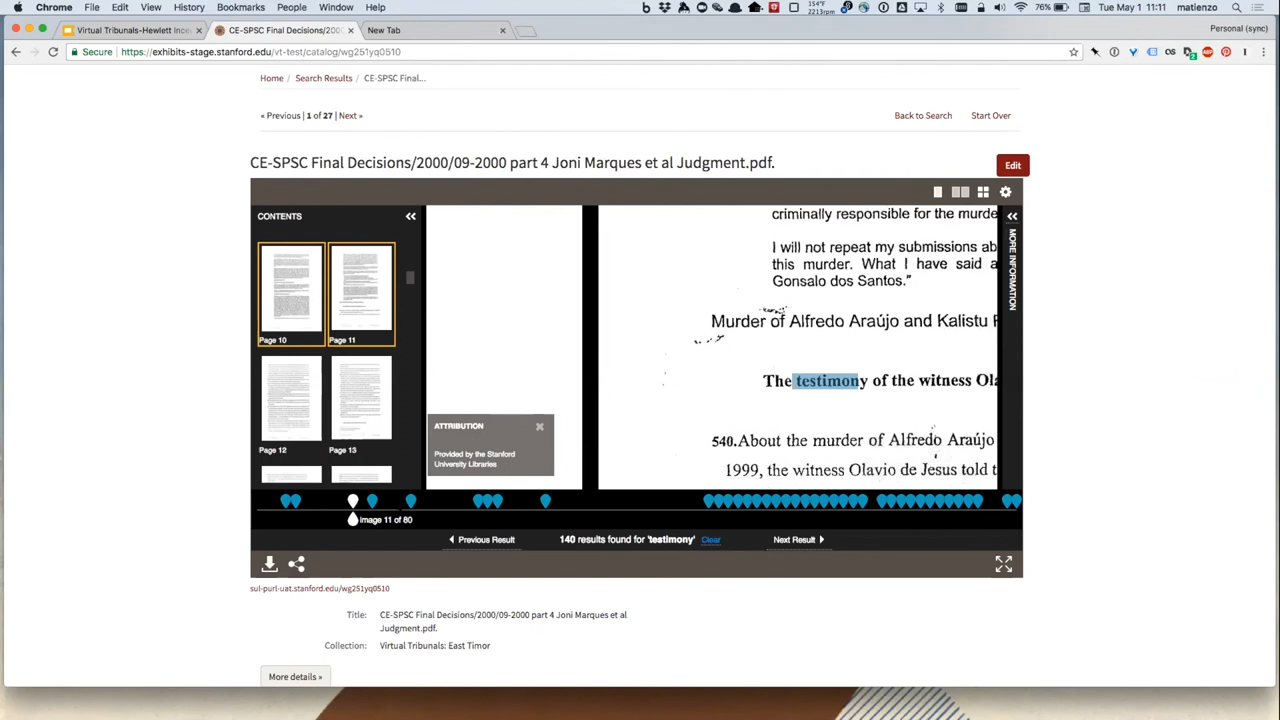 Chrome File Edit View History Bookmarks People Window Help
154°F
2213rpm
76% Tue May 1 11:11 matienzo
Virtual Tribunals-Hewlett Ince
CE-SPSC Final Decisions/2000/
New Tab
Personal (sync)
Secure https://exhibits-stage.stanford.edu/vt-test/catalog/wg251yq0510
Home / Search Results / CE-SPSC Final...
« Previous | 1 of 27 | Next »
Back to Search Start Over
CE-SPSC Final Decisions/2000/09-2000 part 4 Joni Marques et al Judgment.pdf.
Edit
CONTENTS
Page 10
Page 11
Page 12
Page 13
criminally responsible for the murde
I will not repeat my submissions ab
this murder. What I have said a
Gonsalo dos Santos."
Murder of Alfredo Araújo and Kalistu
The testimony of the witness Ola
540.About the murder of Alfredo Araújo
1999, the witness Olavio de Jesus told t
MORE INFORMATION
ATTRIBUTION
Provided by the Stanford
University Libraries
Image 11 of 80
Previous Result 140 results found for 'testimony' Clear Next Result
sul-purl-uat.stanford.edu/wg251yq0510
Title: CE-SPSC Final Decisions/2000/09-2000 part 4 Joni Marques et al
Judgment.pdf.
Collection: Virtual Tribunals: East Timor
More details »